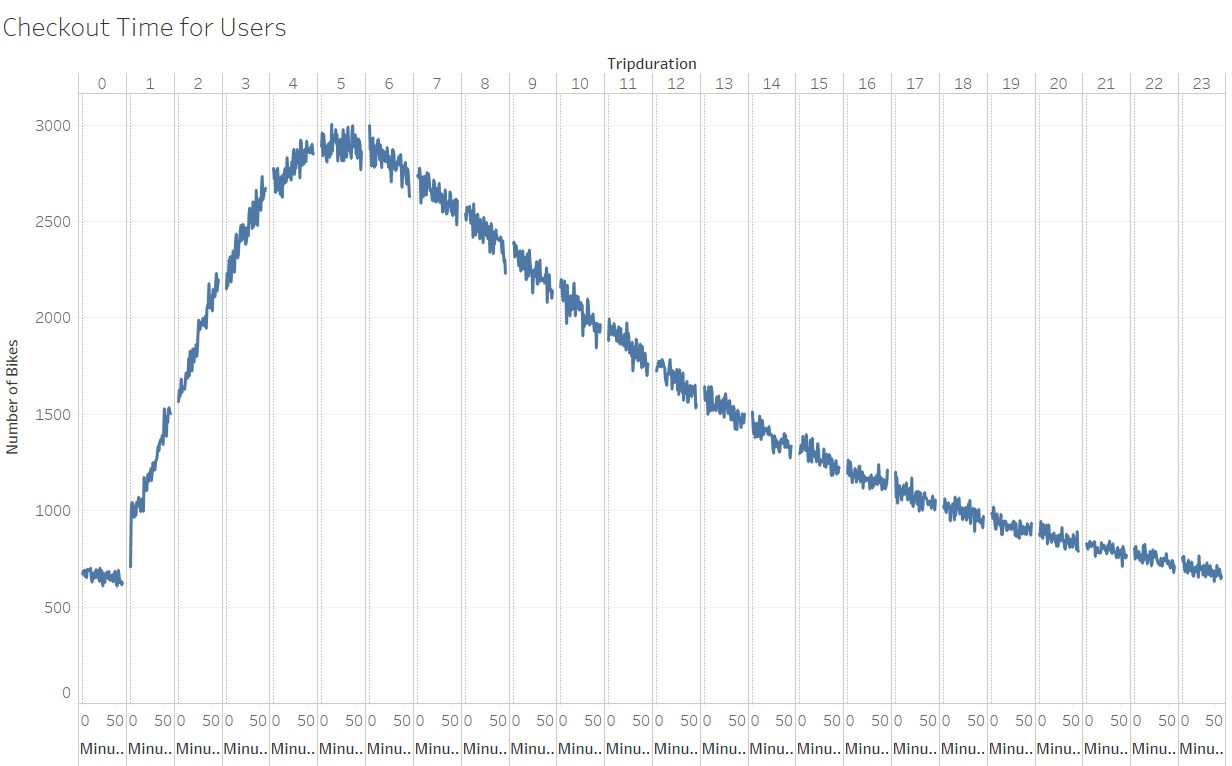 Checkout Time for Users
Tripduration
0 1 2 3 4 5 6 7 8 9 10 11 12 13 14 15 16 17 18 19 20 21 22 23
3000
2500
2000
1500
1000
500
0
Number of Bikes
0 50 0 50 0 50 0 50 0 50 0 50 0 50 0 50 0 50 0 50 0 50 0 50 0 50 0 50 0 50 0 50 0 50 0 50 0 50 0 50 0 50 0 50 0 50 0 50
Minu.. Minu.. Minu.. Minu.. Minu.. Minu.. Minu.. Minu.. Minu.. Minu.. Minu.. Minu.. Minu.. Minu.. Minu.. Minu.. Minu.. Minu.. Minu.. Minu.. Minu.. Minu.. Minu.. Minu..